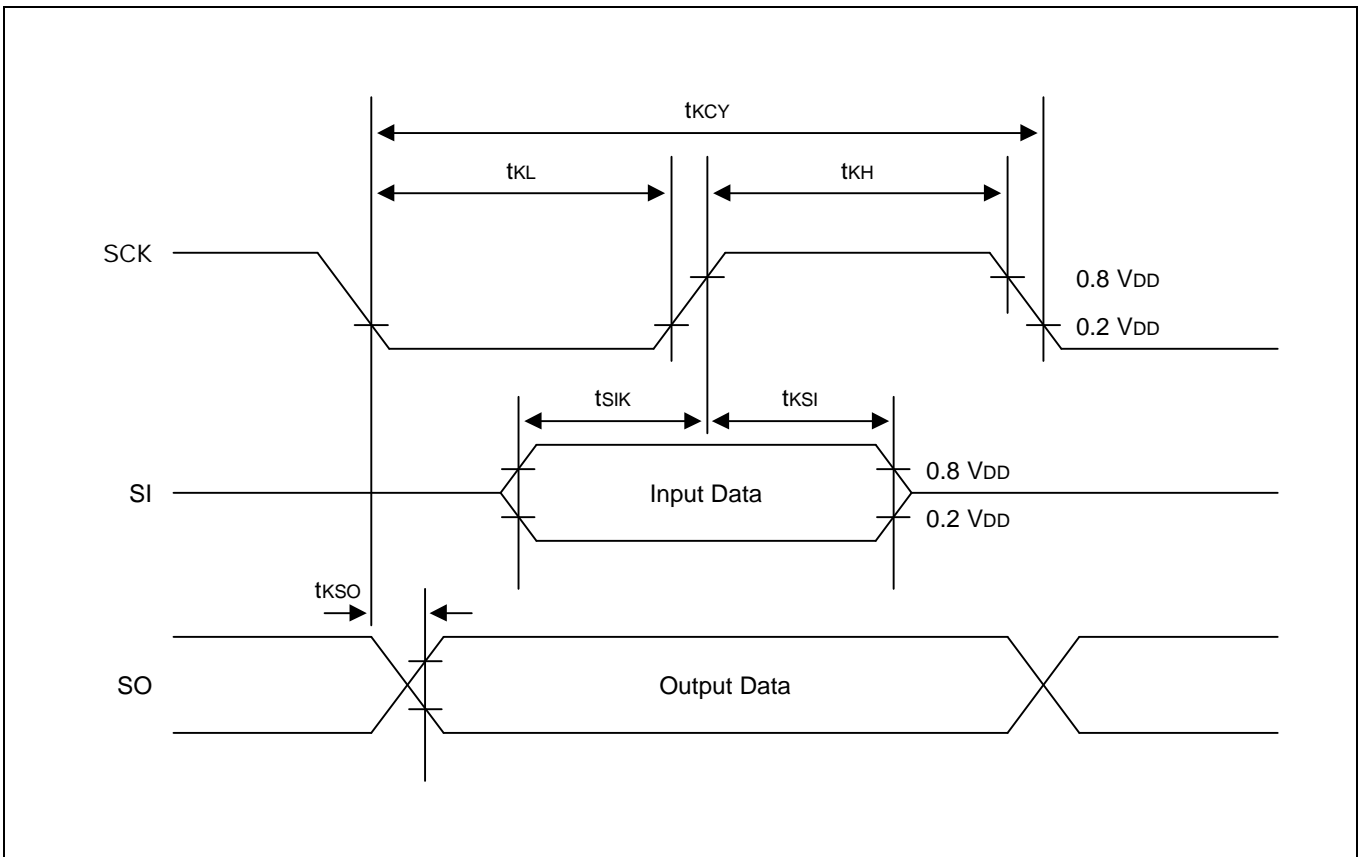 tKCY
tKL
tKH
SCK
0.8 VDD
0.2 VDD
tSIK
tKSI
SI
Input Data
0.8 VDD
0.2 VDD
tKSO
SO
Output Data